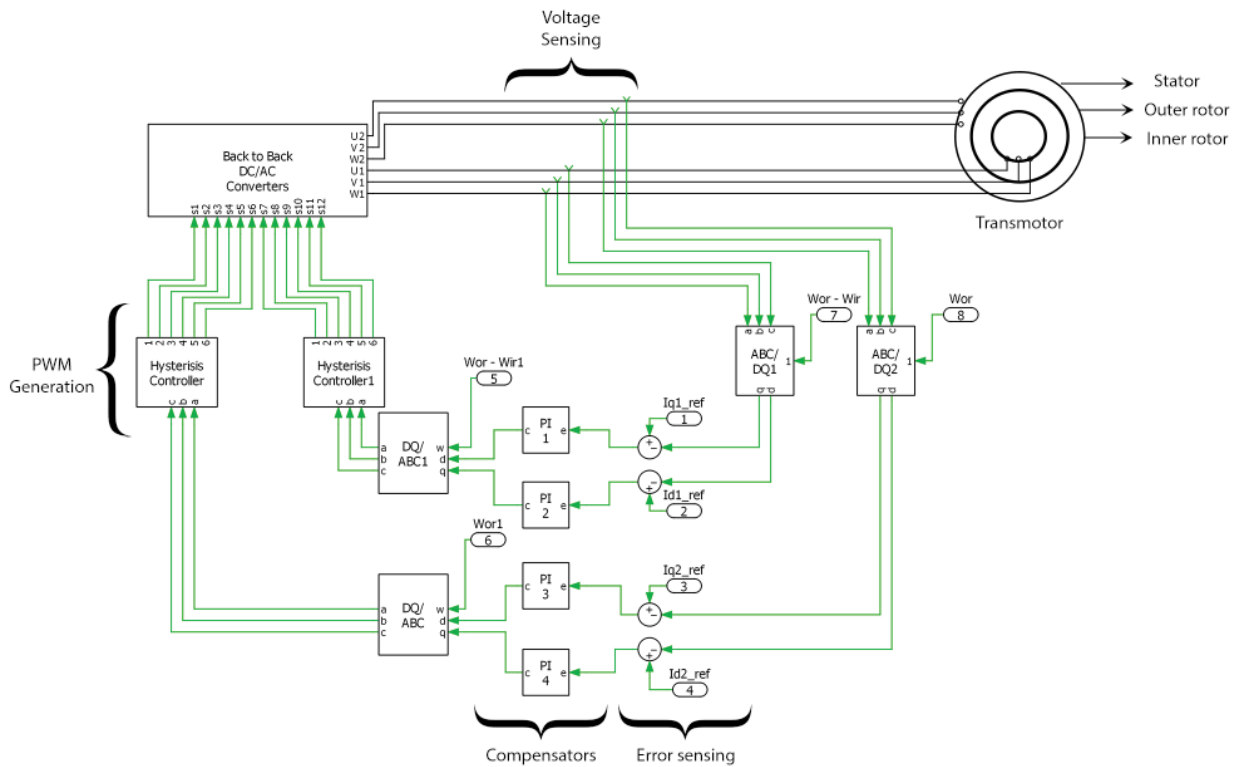 Voltage
Sensing
Stator
Outer rotor
Inner rotor
Transmotor
Back to Back
DC/AC
Converters
U2
V2
W2
U1
V1
W1
s1 s2 s3 s4 s5 s6 s7 s8 s9 s10 s11 s12
PWM
Generation
1 2 3 4 5 6
Hysterisis
Controller
c b a
1 2 3 4 5 6
Hysterisis
Controller1
c b a
Wor - Wir
7
Wor
8
a b c
ABC/
DQ1
1
q d
a b c
ABC/
DQ2
1
q d
Wor - Wir1
5
a
b
c
DQ/
ABC1
w
d
q
c
PI
1
e
Iq1_ref
1
+
-
c
PI
2
e
-
+
Id1_ref
2
Wor1
6
a
b
c
DQ/
ABC
w
d
q
c
PI
3
e
Iq2_ref
3
+
-
c
PI
4
e
-
+
Id2_ref
4
Compensators
Error sensing